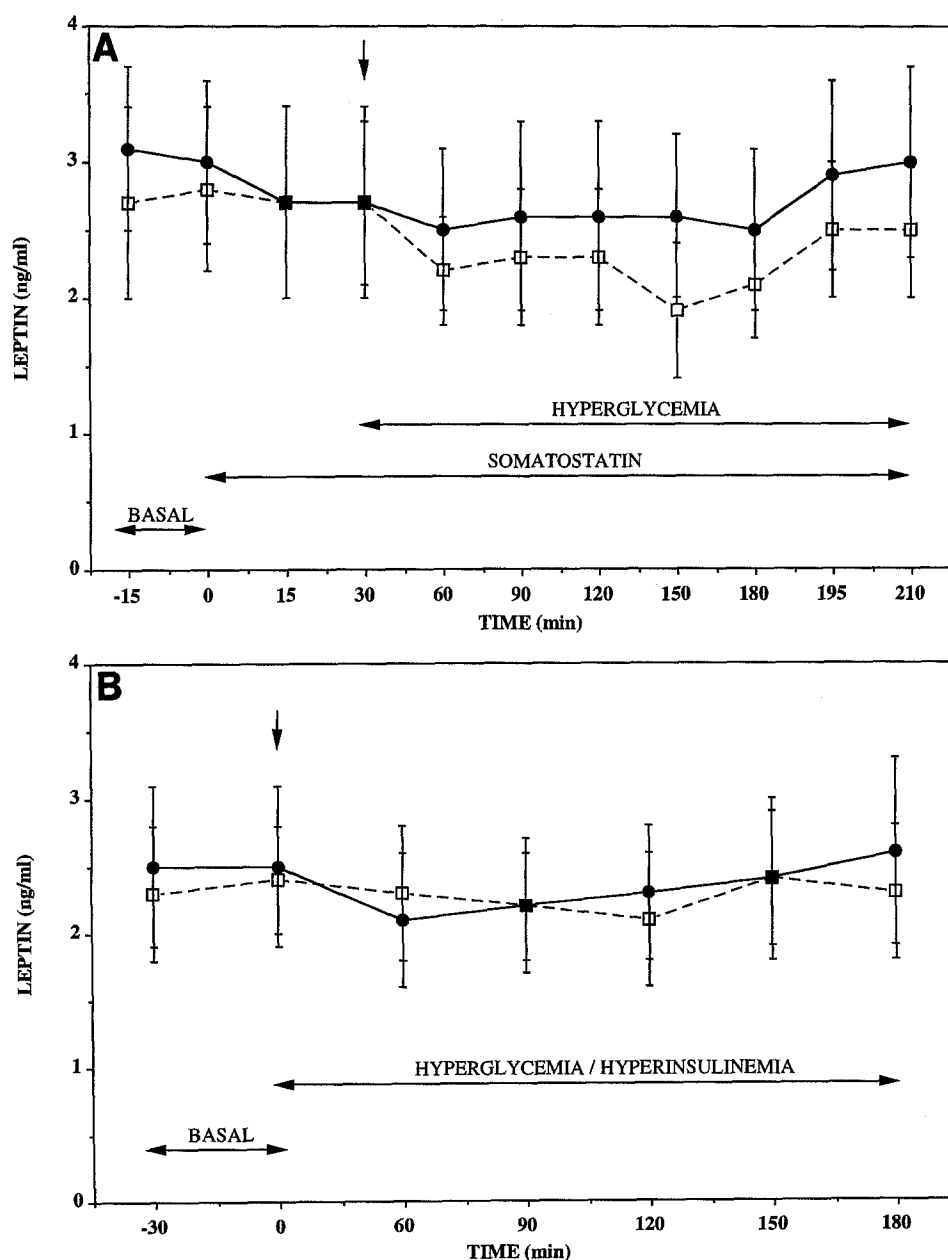 A
4
3
2
1
0
LEPTIN (ng/ml)
HYPERGLYCEMIA
SOMATOSTATIN
BASAL
-15 0 15 30 60 90 120 150 180 195 210
TIME (min)
B
4
3
2
1
0
LEPTIN (ng/ml)
HYPERGLYCEMIA / HYPERINSULINEMIA
BASAL
-30 0 60 90 120 150 180
TIME (min)